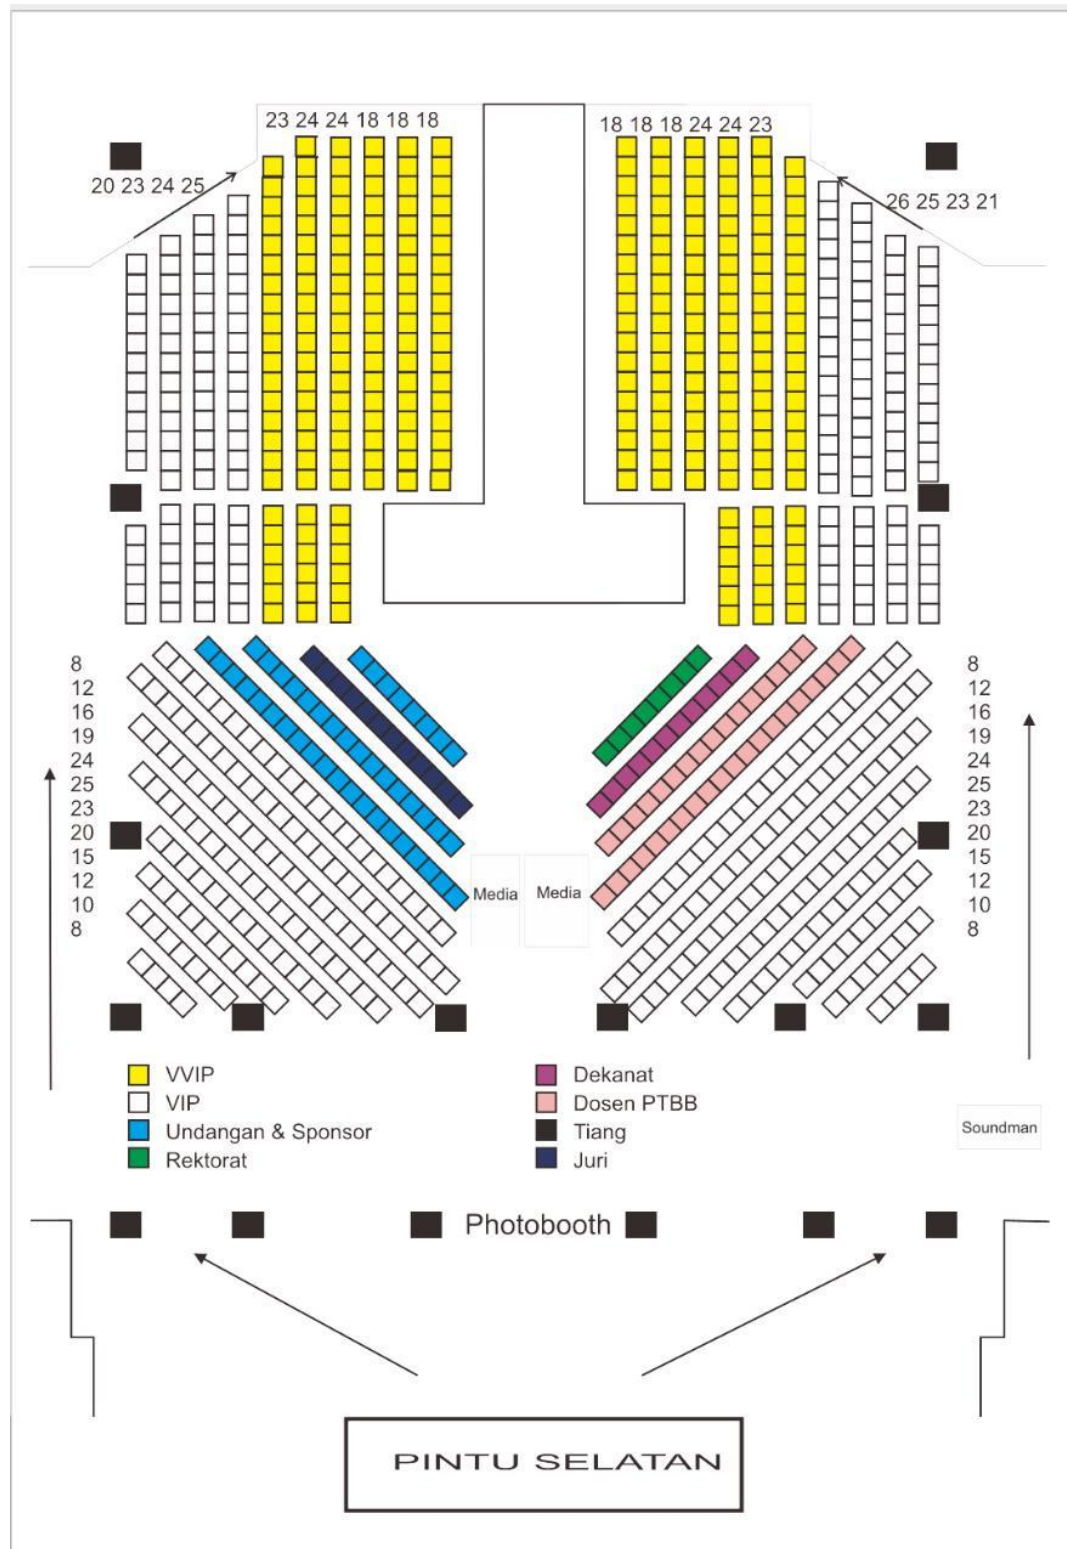 23 24 24 18 18 18
18 18 18 24 24 23
20 23 24 25
26 25 23 21
8
12
16
19
24
25
23
20
15
12
10
8
8
12
16
19
24
25
23
20
15
12
10
8
Media
Media
VVIP
VIP
Undangan & Sponsor
Rektorat
Dekanat
Dosen PTBB
Tiang
Juri
Soundman
Photobooth
PINTU SELATAN